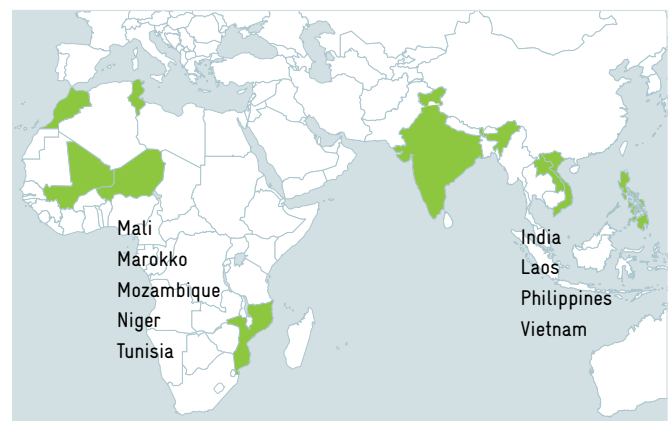 Mali
Marokko
Mozambique
Niger
Tunisia
India
Laos
Philippines
Vietnam